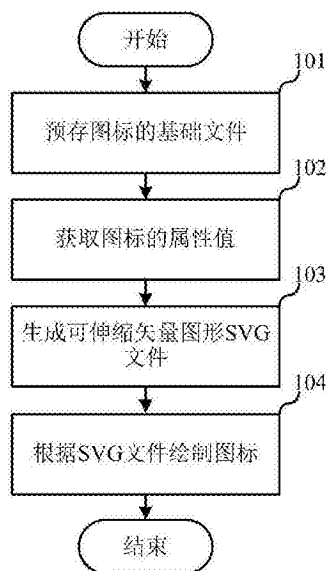 开始
101
预存图标的基础文件
102
获取图标的属性值
103
生成可伸缩矢量图形SVG
文件
104
根据SVG文件绘制图标
结束